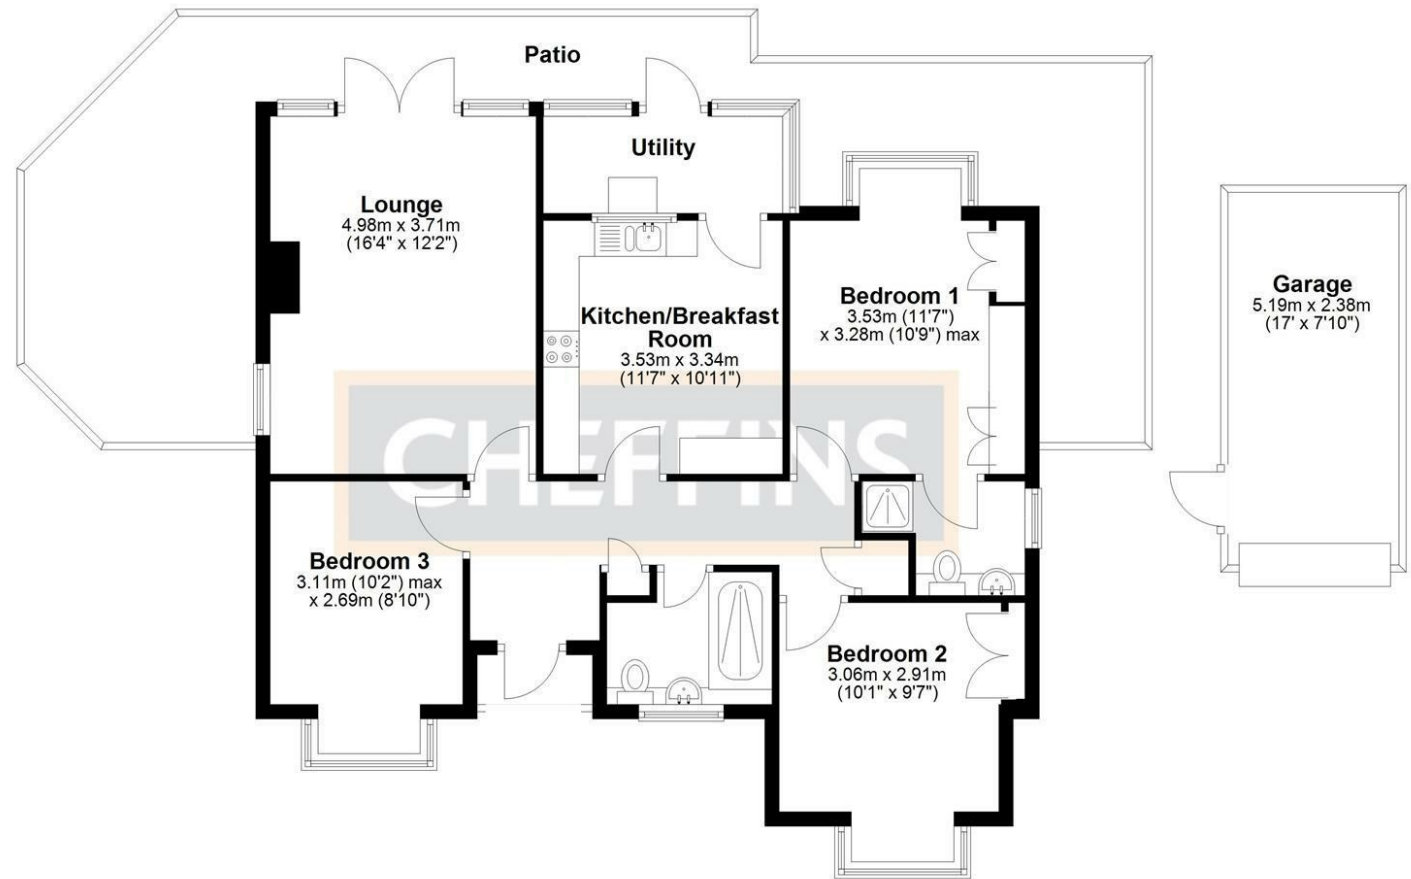 Patio
Utility
Lounge
4.98m x 3.71m
(16'4" x 12'2")
Kitchen/Breakfast
Room
3.53m x 3.34m
(11'7" x 10'11")
Bedroom 1
3.53m (11'7")
x 3.28m (10'9") max
Garage
5.19m x 2.38m
(17' x 7'10")
CHEFFINS
Bedroom 3
3.11m (10'2") max
x 2.69m (8'10")
Bedroom 2
3.06m x 2.91m
(10'1" x 9'7")